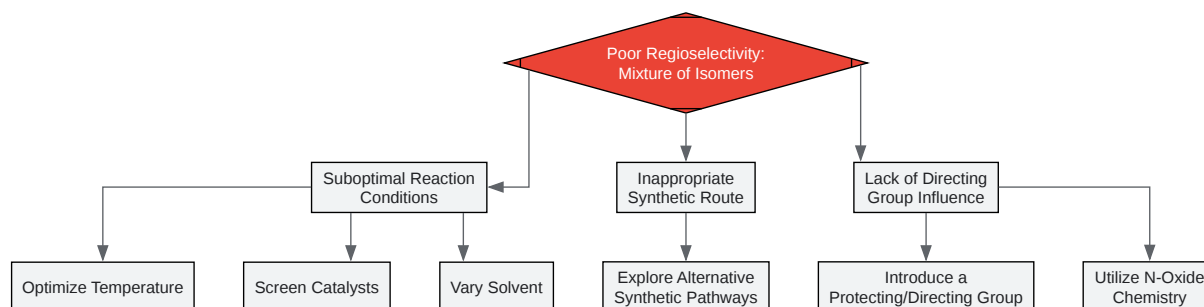 Poor Regioselectivity:
Mixture of Isomers
Suboptimal Reaction
Conditions
Inappropriate
Synthetic Route
Lack of Directing
Group Influence
Optimize Temperature
Screen Catalysts
Vary Solvent
Explore Alternative
Synthetic Pathways
Introduce a
Protecting/Directing Group
Utilize N-Oxide
Chemistry